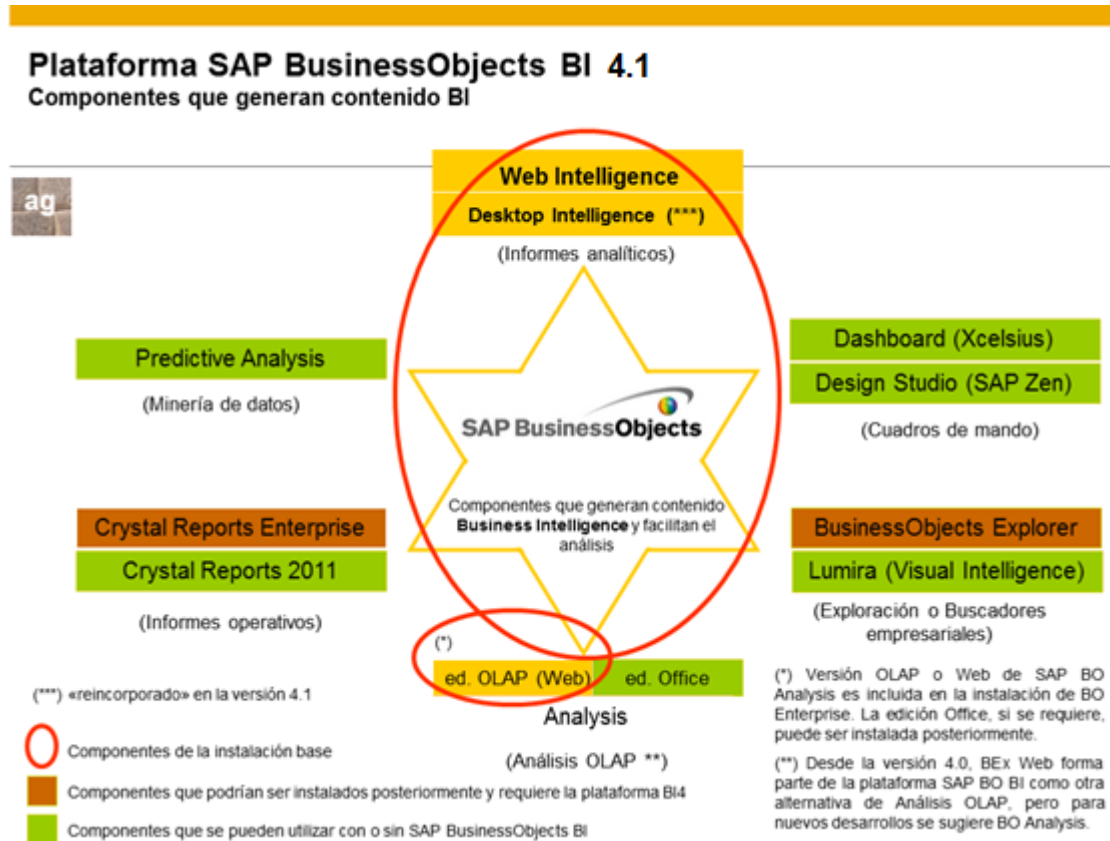 Plataforma SAP BusinessObjects BI 4.1
Componentes que generan contenido BI
ag
Web Intelligence
Desktop Intelligence (***)
(Informes analíticos)
Predictive Analysis
(Minería de datos)
Dashboard (Xcelsius)
Design Studio (SAP Zen)
(Cuadros de mando)
SAP BusinessObjects
Componentes que generan contenido
Business Intelligence y facilitan el
análisis
Crystal Reports Enterprise
Crystal Reports 2011
(Informes operativos)
BusinessObjects Explorer
Lumira (Visual Intelligence)
(Exploración o Buscadores
empresariales)
(*)
ed. OLAP (Web)
ed. Office
Analysis
(Análisis OLAP **)
(***) «reincorporado» en la versión 4.1
Componentes de la instalación base
Componentes que podrían ser instalados posteriormente y requiere la plataforma BI4
Componentes que se pueden utilizar con o sin SAP BusinessObjects BI
(*) Versión OLAP o Web de SAP BO
Analysis es incluida en la instalación de BO
Enterprise. La edición Office, si se requiere,
puede ser instalada posteriormente.
(**) Desde la versión 4.0, BEx Web forma
parte de la plataforma SAP BO BI como otra
alternativa de Análisis OLAP, pero para
nuevos desarrollos se sugiere BO Analysis.